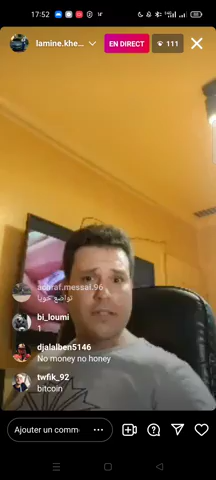 17:52
lamine.khe...
EN DIRECT
111
achraf.messai.96
تواضع خويا
bi_loumi
1
djalalben5146
No money no honey
twfik_92
bitcoin
Ajouter un comm